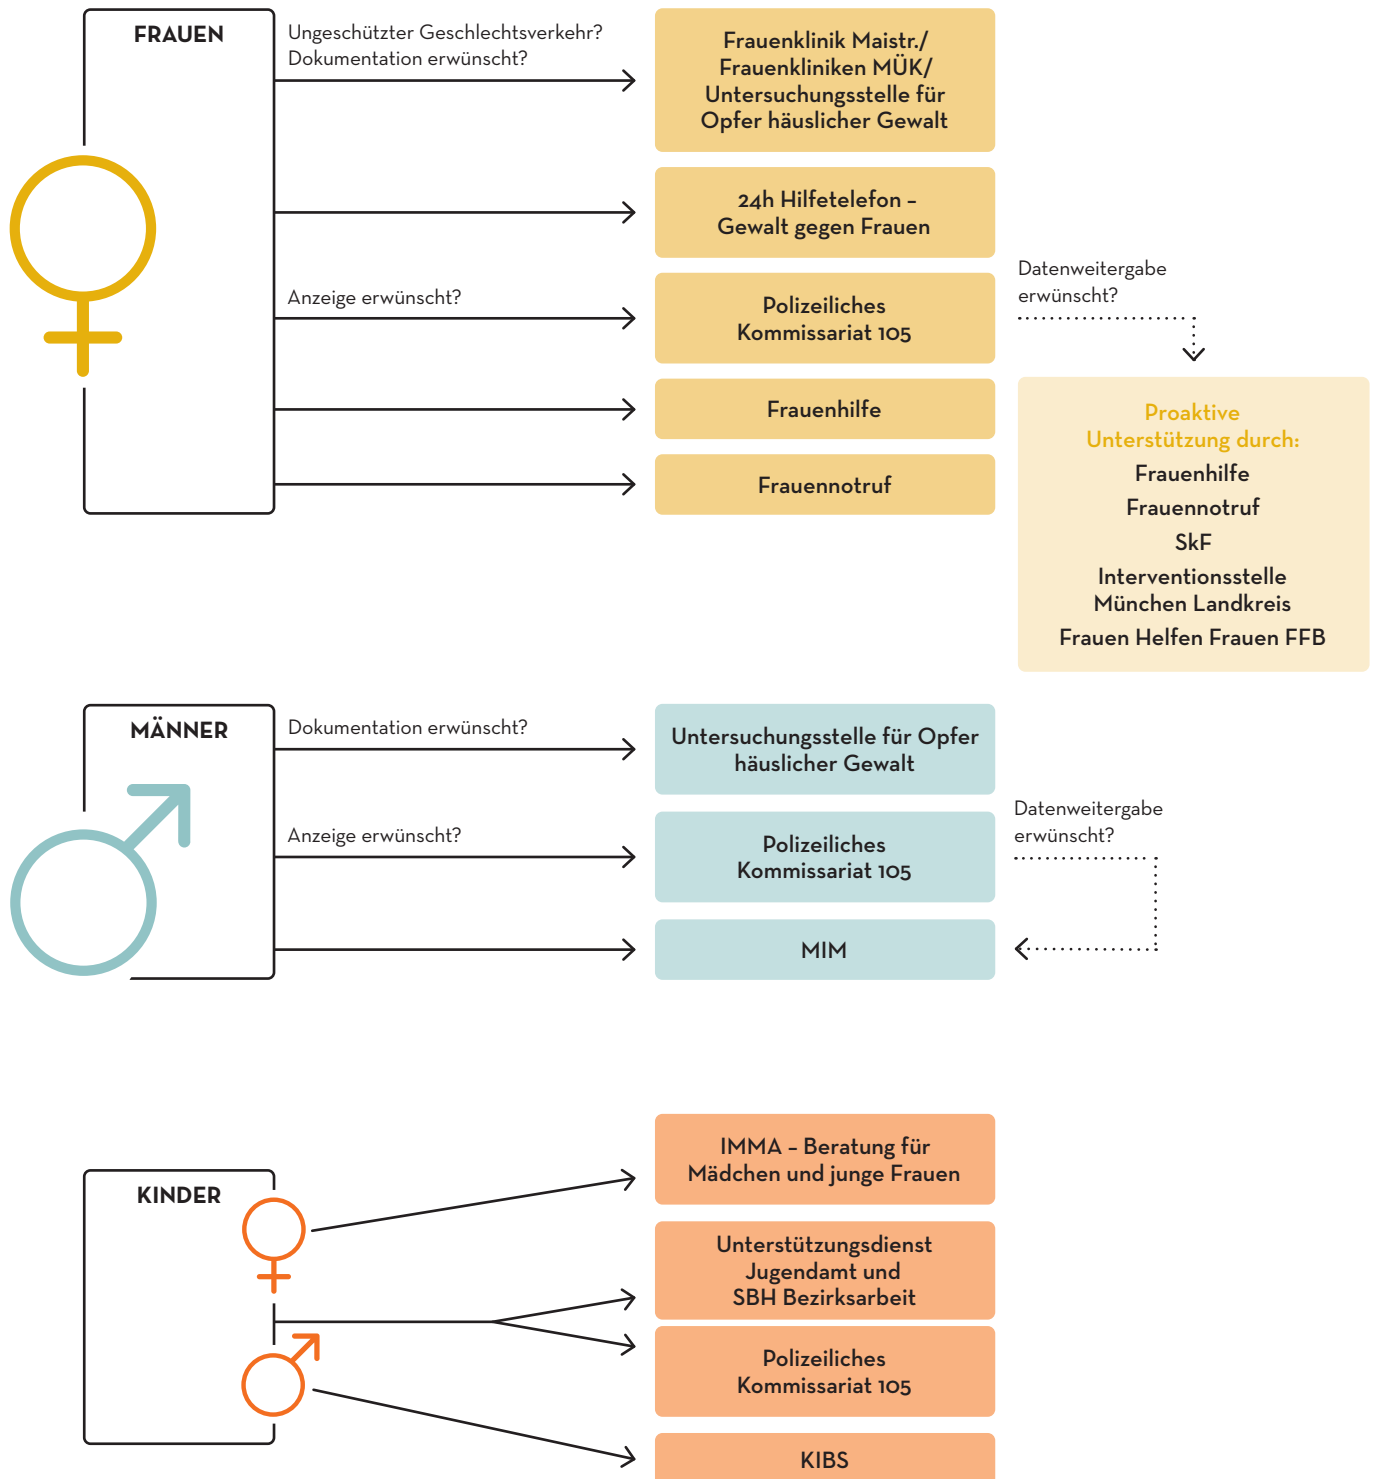 FRAUEN
Ungeschützter Geschlechtsverkehr?
Dokumentation erwünscht?
Frauenklinik Maistr./
Frauenkliniken MÜK/
Untersuchungsstelle für
Opfer häuslicher Gewalt
24h Hilfetelefon –
Gewalt gegen Frauen
Anzeige erwünscht?
Polizeiliches
Kommissariat 105
Datenweitergabe
erwünscht?
Frauenhilfe
Frauennotruf
Proaktive
Unterstützung durch:
Frauenhilfe
Frauennotruf
SkF
Interventionsstelle
München Landkreis
Frauen Helfen Frauen FFB
MÄNNER
Dokumentation erwünscht?
Untersuchungsstelle für Opfer
häuslicher Gewalt
Anzeige erwünscht?
Polizeiliches
Kommissariat 105
Datenweitergabe
erwünscht?
MIM
KINDER
IMMA – Beratung für
Mädchen und junge Frauen
Unterstützungsdienst
Jugendamt und
SBH Bezirksarbeit
Polizeiliches
Kommissariat 105
KIBS